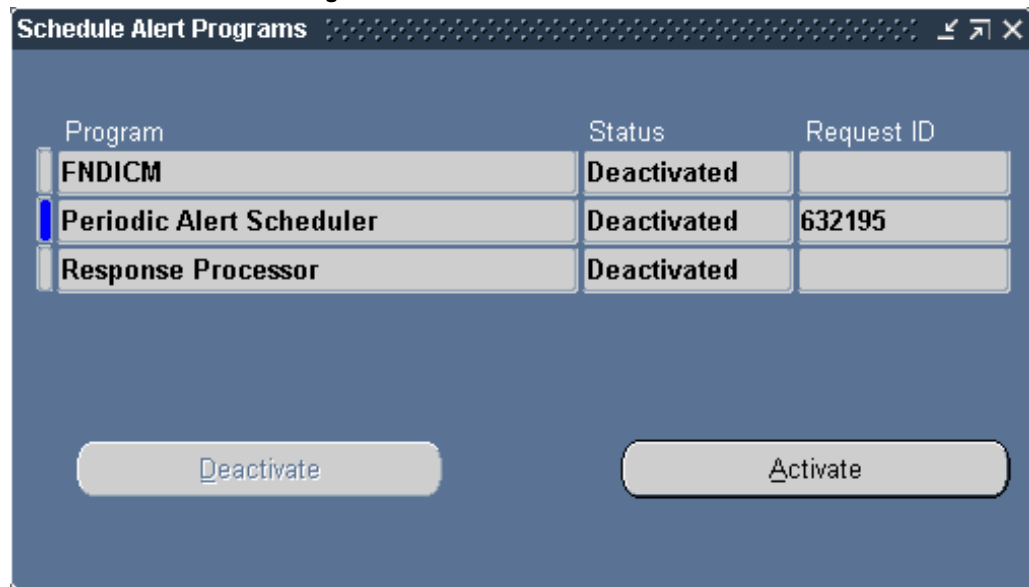 Schedule Alert Programs
Program Status Request ID
FNDICM Deactivated
Periodic Alert Scheduler Deactivated 632195
Response Processor Deactivated
Deactivate Activate